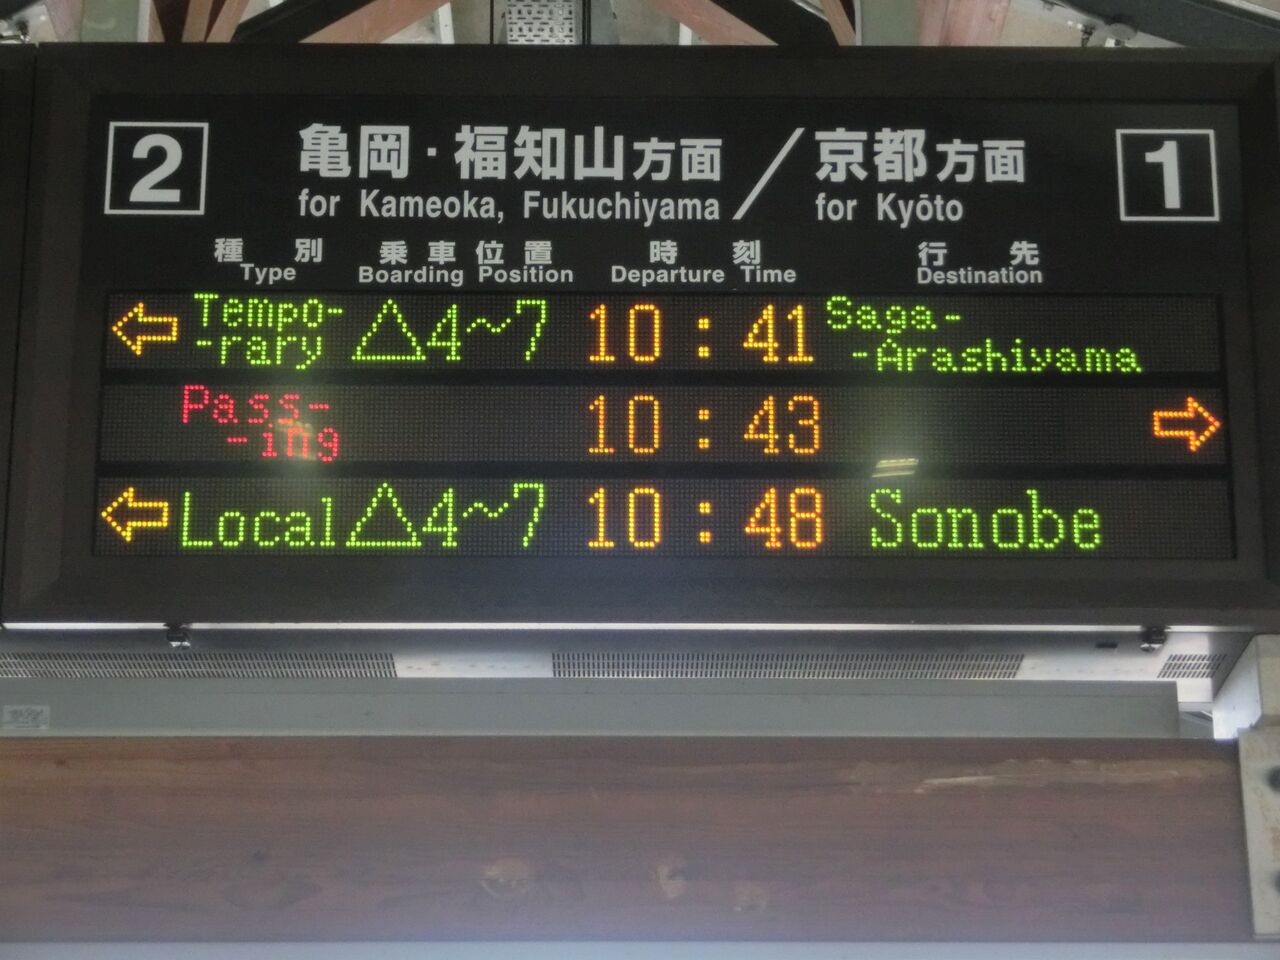 2 亀岡・福知山方面 / 京都方面 1
for Kameoka, Fukuchiyama for Kyōto
種別 乗車位置 時刻 行先
Type Boarding Position Departure Time Destination
← Tempo- △4~7 10:41 Saga-
-rary -Arashiyama
Pass- 10:43 →
-ing
← Local △4~7 10:48 Sonobe